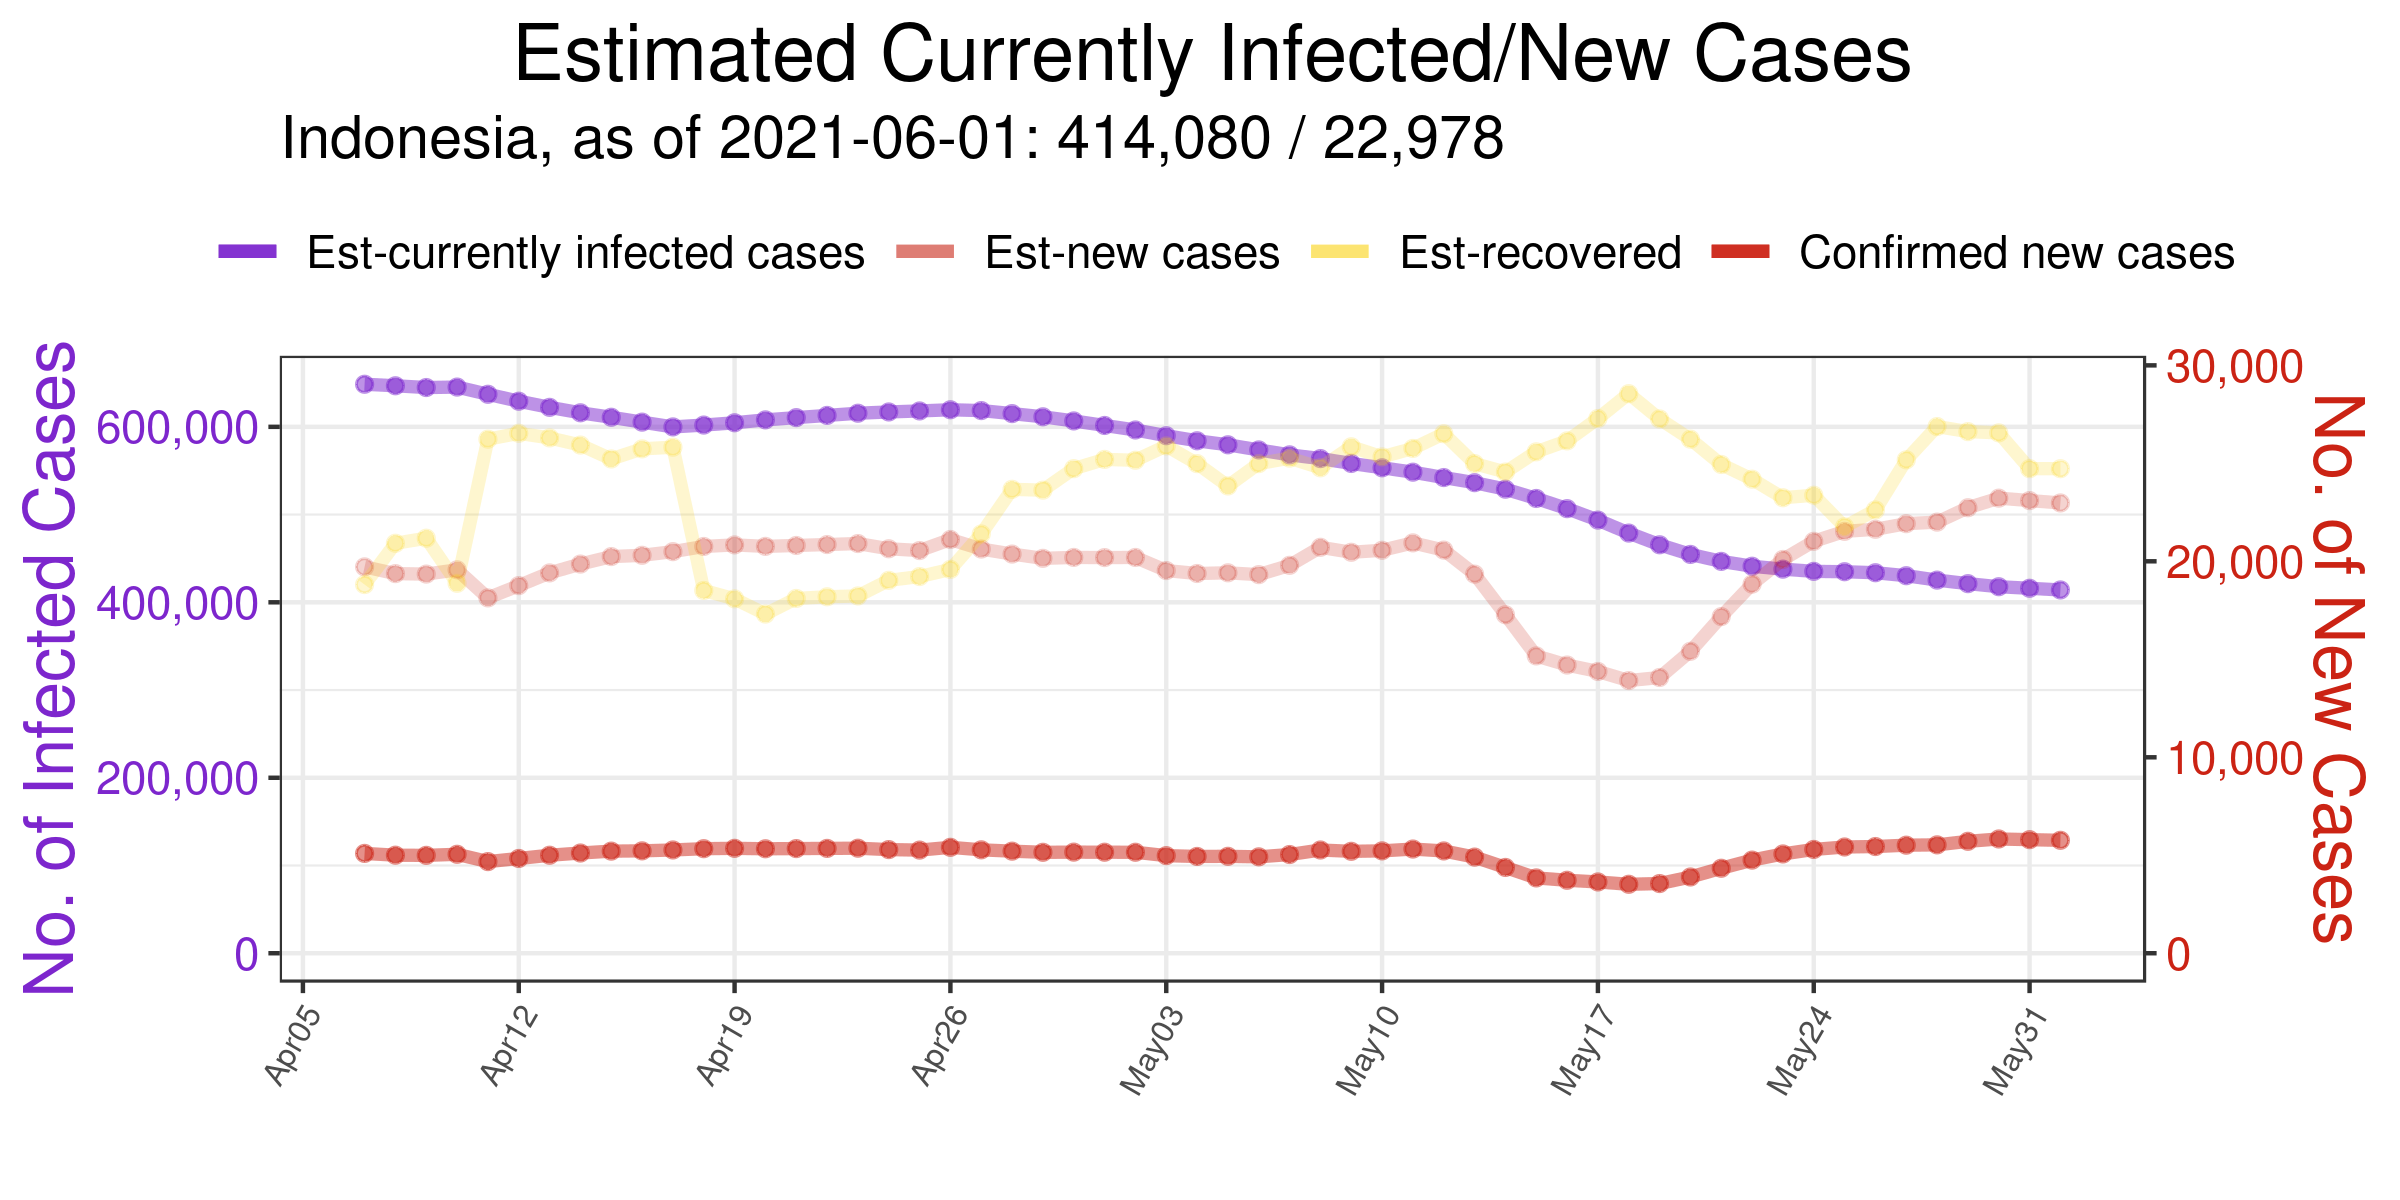 Estimated Currently Infected/New Cases
Indonesia, as of 2021-06-01: 414,080 / 22,978
Est-currently infected cases Est-new cases Est-recovered Confirmed new cases
No. of Infected Cases
600,000
400,000
200,000
0
30,000
20,000
10,000
0
No. of New Cases
Apr05 Apr12 Apr19 Apr26 May03 May10 May17 May24 May31